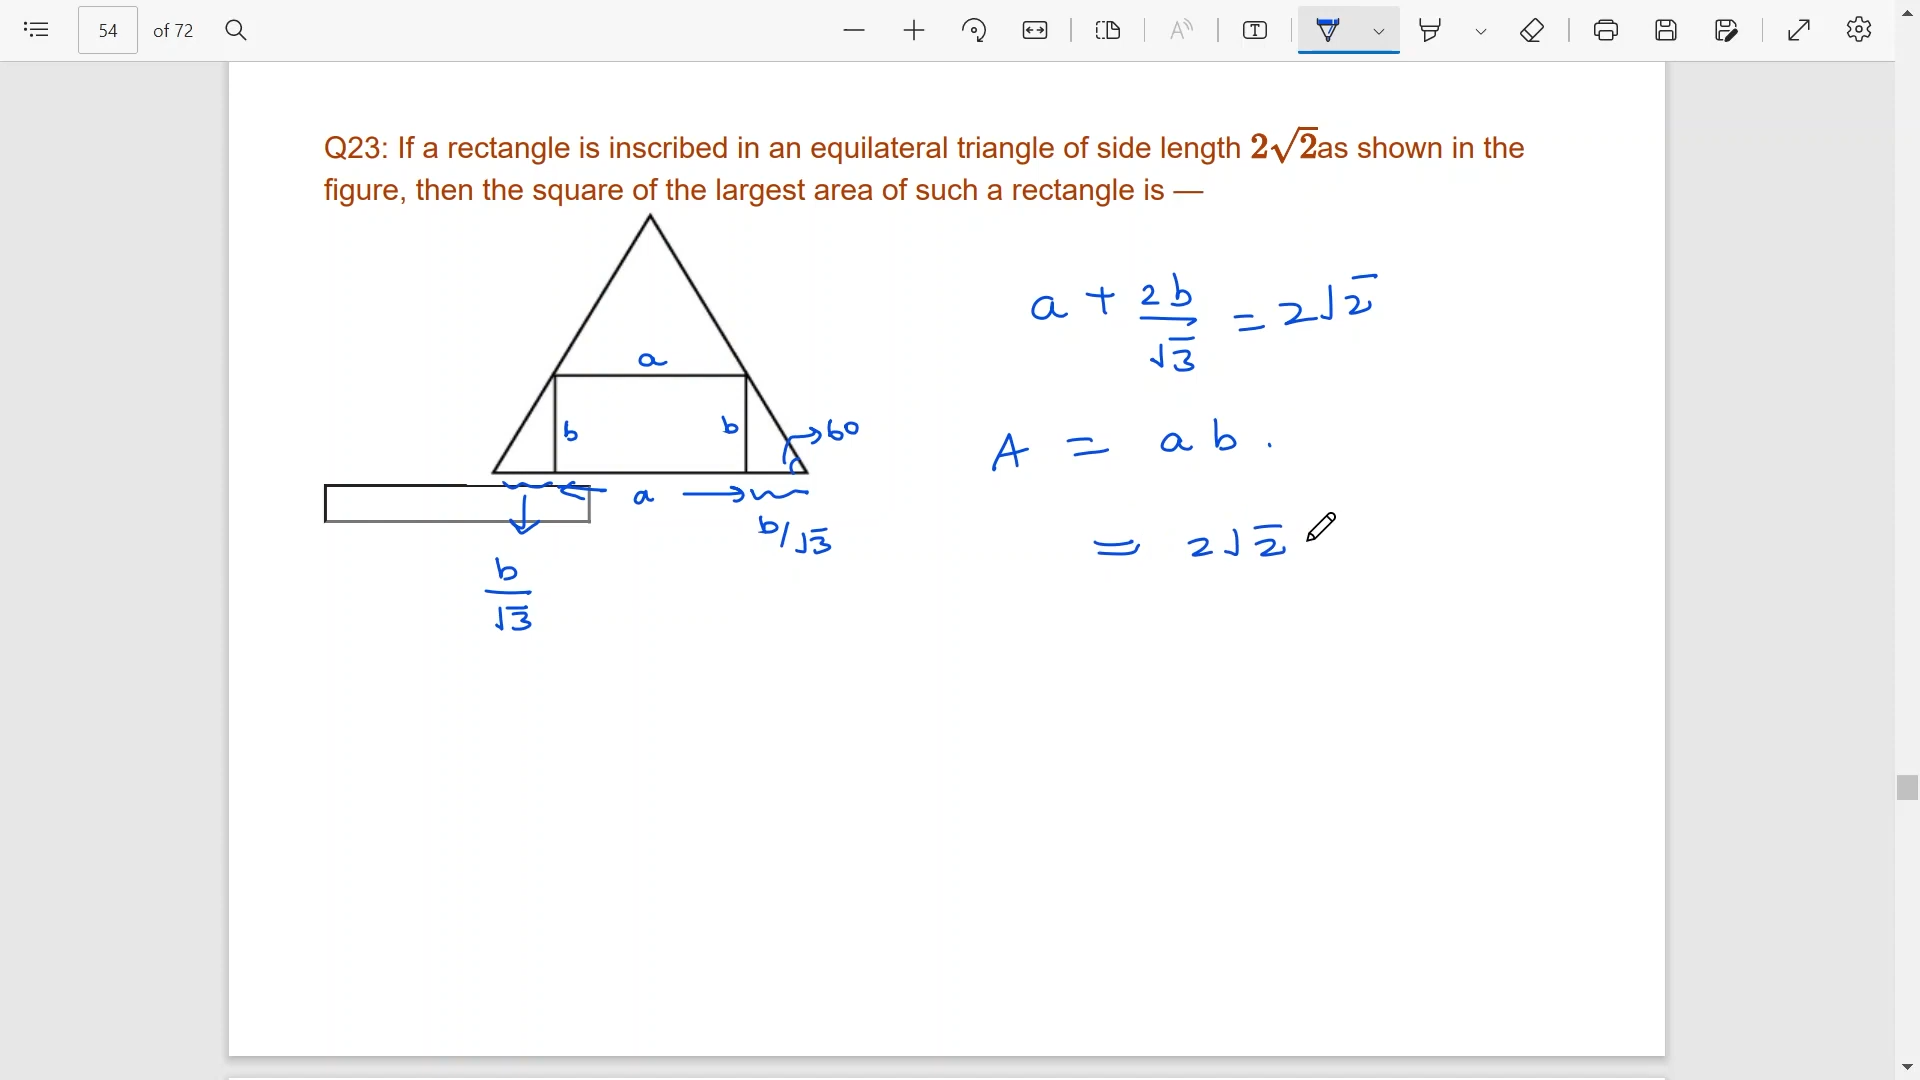 54 of 72
Q23: If a rectangle is inscribed in an equilateral triangle of side length 2√2as shown in the
figure, then the square of the largest area of such a rectangle is —
a
b b 60
a
b/√3
b/√3
a + 2b/√3 = 2√2
A = ab.
= 2√2